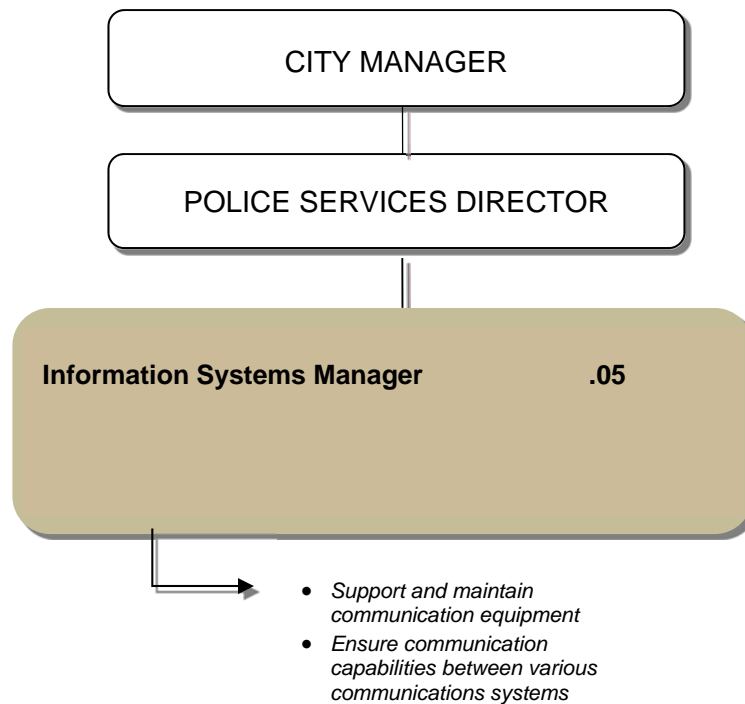 CITY MANAGER
POLICE SERVICES DIRECTOR
Information Systems Manager .05
• Support and maintain
communication equipment
• Ensure communication
capabilities between various
communications systems